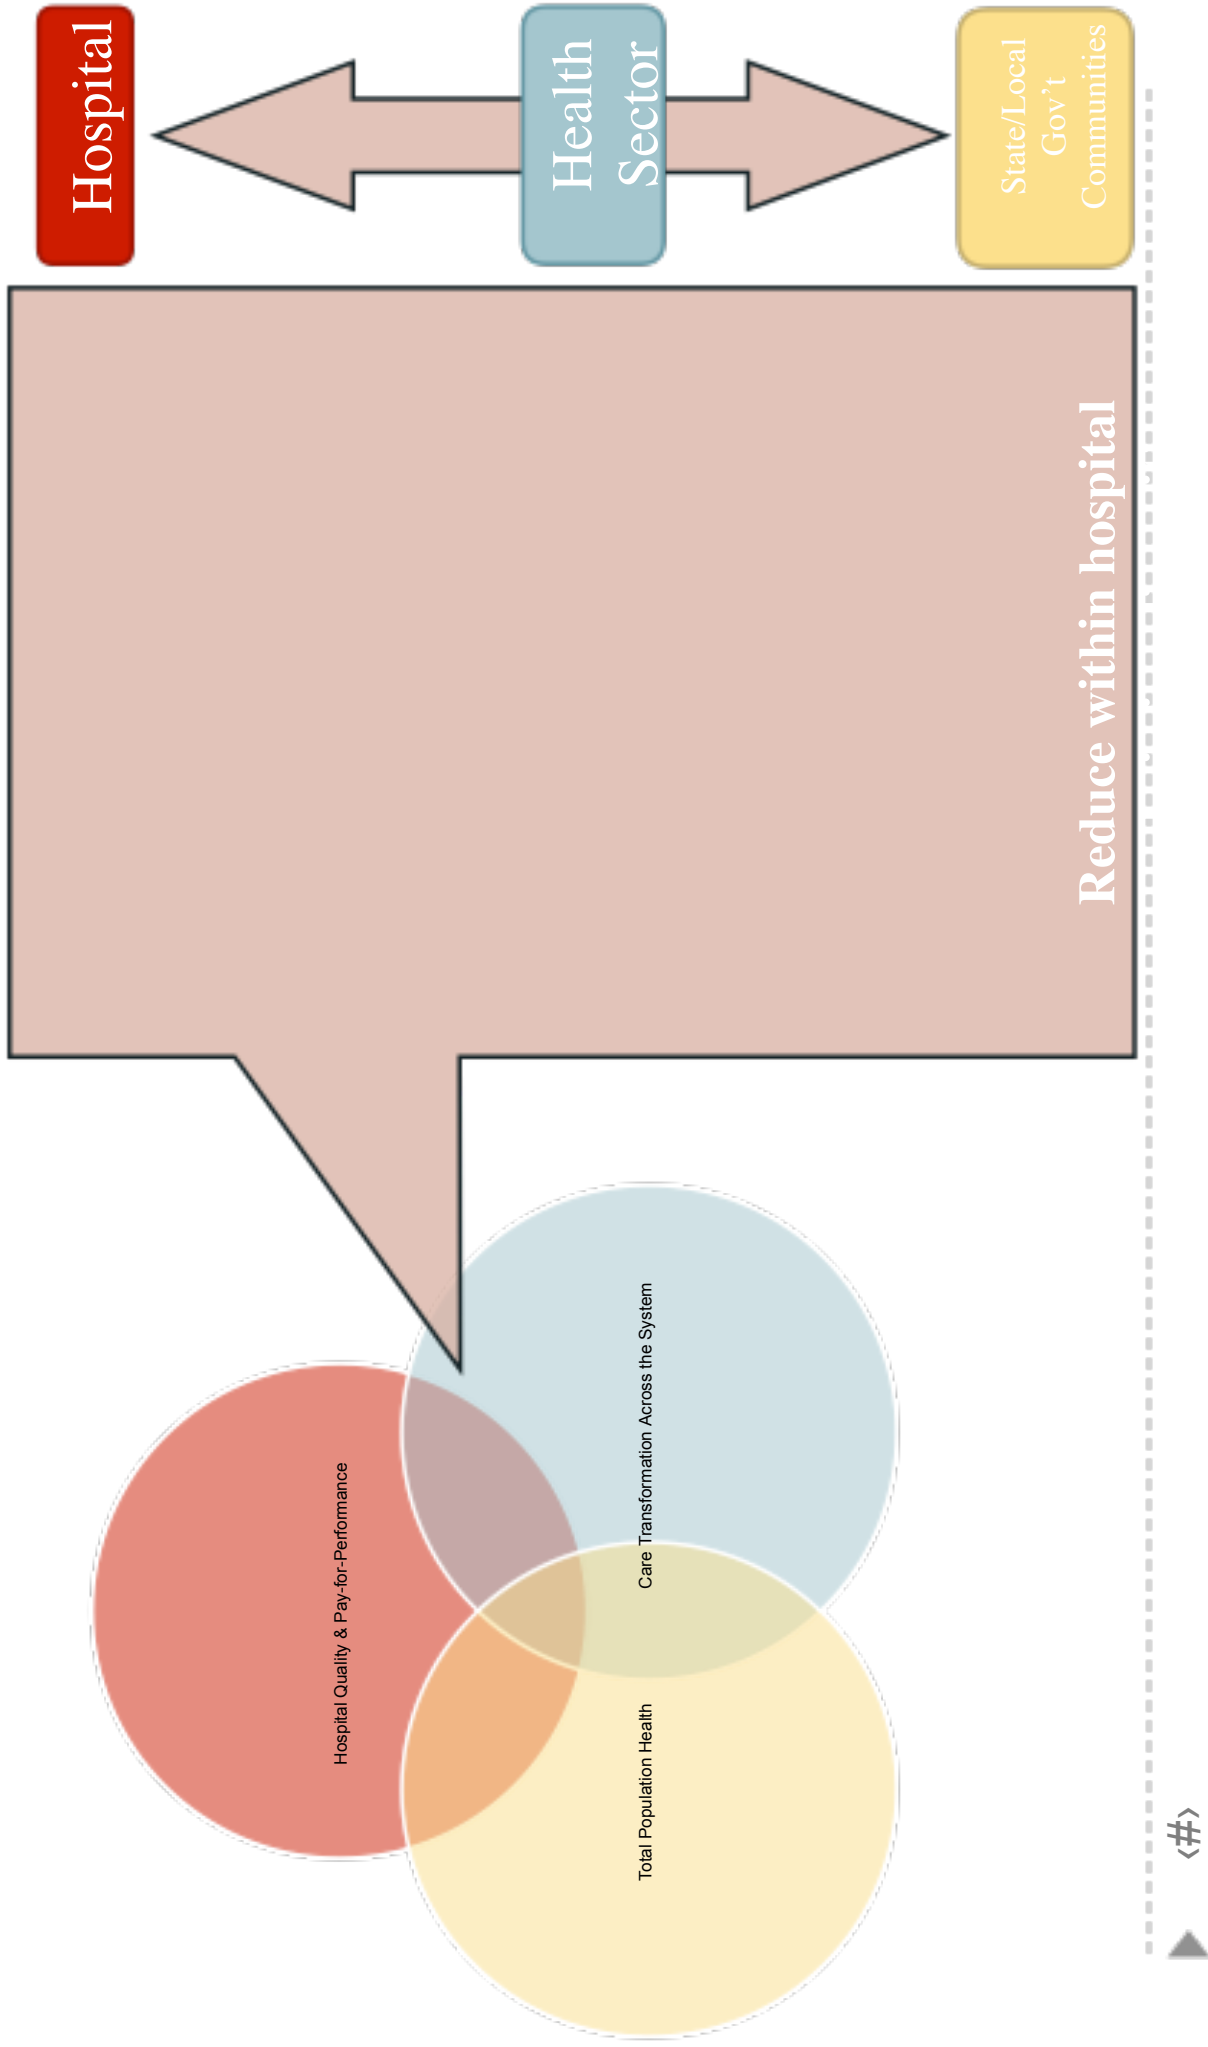 Hospital Quality & Pay-for-Performance
Total Population Health
Care Transformation Across the System
Reduce within hospital
Hospital
Health
Sector
State/Local
Gov't
Communities
‹#›